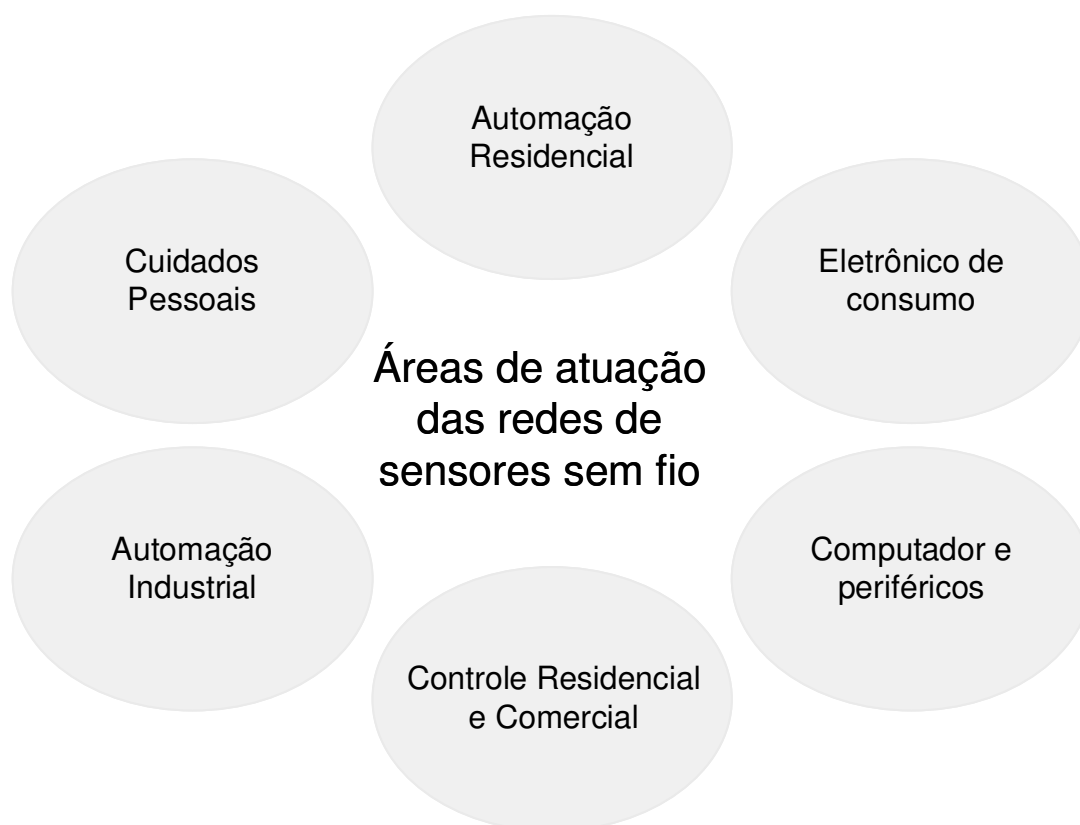 Automação
Residencial
Cuidados
Pessoais
Eletrônico de
consumo
Áreas de atuação
das redes de
sensores sem fio
Automação
Industrial
Computador e
periféricos
Controle Residencial
e Comercial